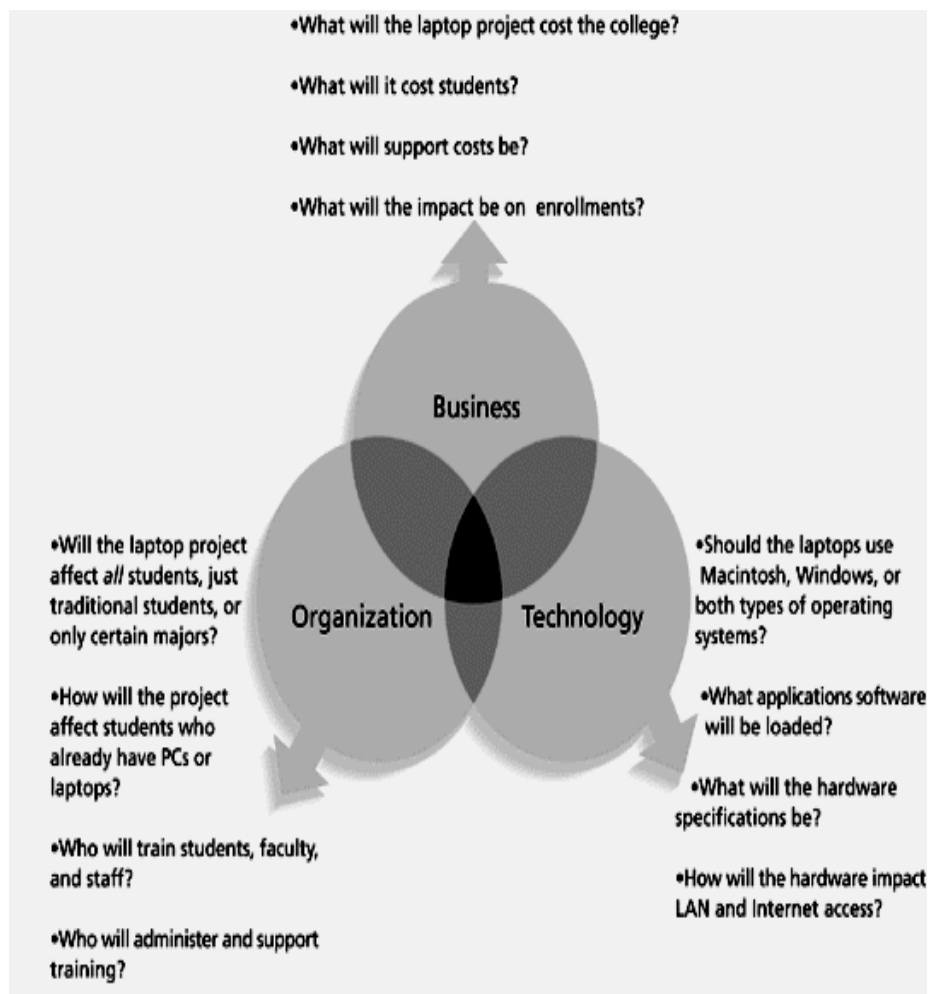 •What will the laptop project cost the college?
•What will it cost students?
•What will support costs be?
•What will the impact be on enrollments?
Business
Organization
Technology
•Will the laptop project
affect all students, just
traditional students, or
only certain majors?
•How will the project
affect students who
already have PCs or
laptops?
•Who will train students, faculty,
and staff?
•Who will administer and support
training?
•Should the laptops use
Macintosh, Windows, or
both types of operating
systems?
•What applications software
will be loaded?
•What will the hardware
specifications be?
•How will the hardware impact
LAN and Internet access?